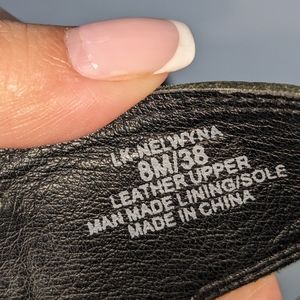 LK-NELWYNA
8M/38
LEATHER UPPER
MAN MADE LINING/SOLE
MADE IN CHINA